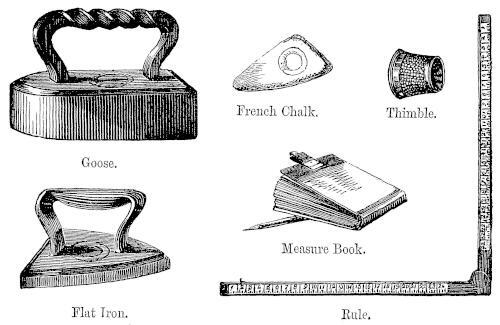 French Chalk.
Thimble.
Goose.
Measure Book.
Flat Iron.
Rule.